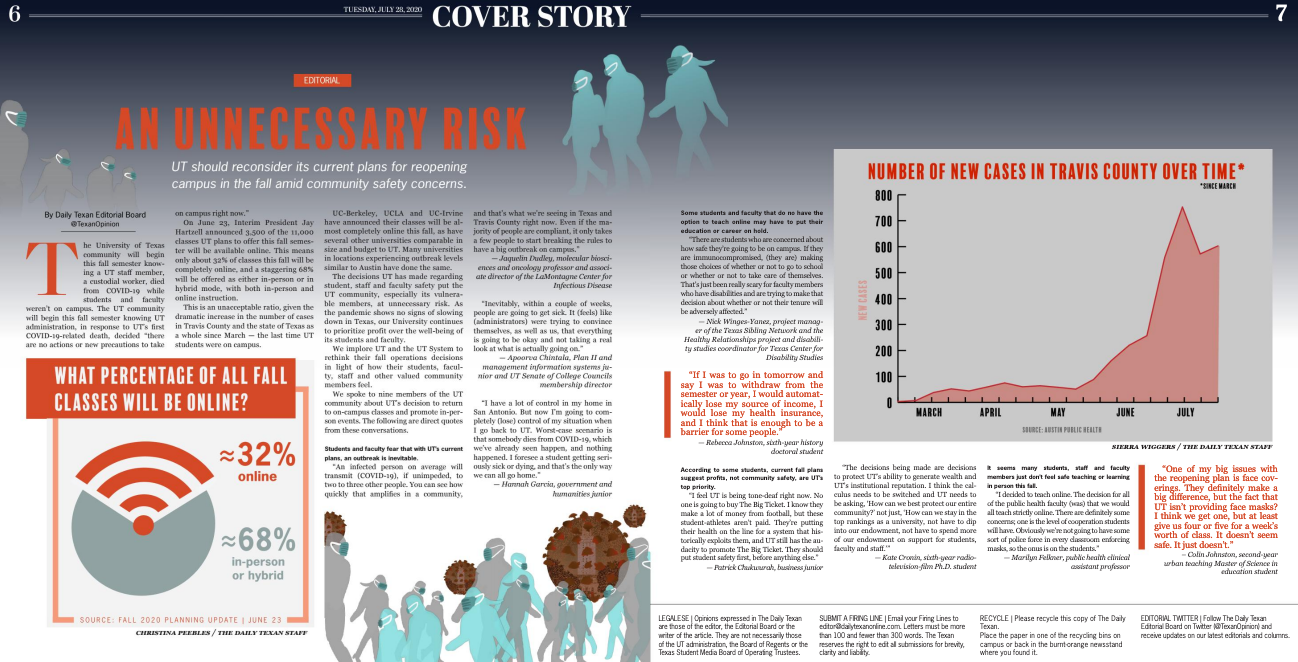 6
TUESDAY, JULY 28, 2020
COVER STORY
7
EDITORIAL
AN UNNECESSARY RISK
UT should reconsider its current plans for reopening
campus in the fall amid community safety concerns.
By Daily Texan Editorial Board
@TexanOpinion
The University of Texas
community will begin
this fall semester know-
ing a UT staff member,
a custodial worker, died
from COVID-19 while
students and faculty
weren't on campus. The UT community
will begin this fall semester knowing UT
administration, in response to UT's first
COVID-19-related death, decided "there
are no actions or new precautions to take
on campus right now."
On June 23, Interim President Jay
Hartzell announced 3,500 of the 11,000
classes UT plans to offer this fall semes-
ter will be available online. This means
only about 32% of classes this fall will be
completely online, and a staggering 68%
will be offered as either in-person or in
hybrid mode, with both in-person and
online instruction.
This is an unacceptable ratio, given the
dramatic increase in the number of cases
in Travis County and the state of Texas as
a whole since March — the last time UT
students were on campus.
WHAT PERCENTAGE OF ALL FALL
CLASSES WILL BE ONLINE?
≈32%
online
≈68%
in-person
or hybrid
SOURCE: FALL 2020 PLANNING UPDATE | JUNE 23
CHRISTINA PEEBLES / THE DAILY TEXAN STAFF
UC-Berkeley, UCLA and UC-Irvine
have announced their classes will be al-
most completely online this fall, as have
several other universities comparable in
size and budget to UT. Many universities
in locations experiencing outbreak levels
similar to Austin have done the same.
The decisions UT has made regarding
student, staff and faculty safety put the
UT community, especially its vulnera-
ble members, at unnecessary risk. As
the pandemic shows no signs of slowing
down in Texas, our University continues
to prioritize profit over the well-being of
its students and faculty.
We implore UT and the UT System to
rethink their fall operations decisions
in light of how their students, facul-
ty, staff and other valued community
members feel.
We spoke to nine members of the UT
community about UT's decision to return
to on-campus classes and promote in-per-
son events. The following are direct quotes
from these conversations.
Students and faculty fear that with UT's current
plans, an outbreak is inevitable.
"An infected person on average will
transmit (COVID-19), if unimpeded, to
two to three other people. You can see how
quickly that amplifies in a community,
and that's what we're seeing in Texas and
Travis County right now. Even if the ma-
jority of people are compliant, it only takes
a few people to start breaking the rules to
have a big outbreak on campus."
— Jaquelin Dudley, molecular biosci-
ences and oncology professor and associ-
ate director of the LaMontagne Center for
Infectious Disease
"Inevitably, within a couple of weeks,
people are going to get sick. It (feels) like
(administrators) were trying to convince
themselves, as well as us, that everything
is going to be okay and not taking a real
look at what is actually going on."
— Apoorva Chintala, Plan II and
management information systems ju-
nior and UT Senate of College Councils
membership director
"I have a lot of control in my home in
San Antonio. But now I'm going to com-
pletely (lose) control of my situation when
I go back to UT. Worst-case scenario is
that somebody dies from COVID-19, which
we've already seen happen, and nothing
happened. I foresee a student getting seri-
ously sick or dying, and that's the only way
we can all go home."
— Hannah Garcia, government and
humanities junior
Some students and faculty that do not have the
option to teach online may have to put their
education or career on hold.
"There are students who are concerned about
how safe they're going to be on campus. If they
are immunocompromised, (they are) making
those choices of whether or not to go to school
or whether or not to take care of themselves.
That's just been really scary for faculty members
who have disabilities and are trying to make that
decision about whether or not their tenure will
be adversely affected."
— Nick Winges-Yanez, project manag-
er of the Texas Sibling Network and the
Healthy Relationships project and disabili-
ty studies coordinator for Texas Center for
Disability Studies
"If I was to go in tomorrow and
say I was to withdraw from the
semester or year, I would automat-
ically lose my source of income, I
would lose my health insurance,
and I think that is enough to be a
barrier for some people."
— Rebecca Johnston, sixth-year history
doctoral student
According to some students, current fall plans
suggest profits, not community safety, are UT's
top priority.
"I feel UT is being tone-deaf right now. No
one is going to buy The Big Ticket. I know they
make a lot of money from football, but these
student-athletes aren't paid. They're putting
their health on the line for a system that his-
torically exploits them, and UT still has the au-
dacity to promote The Big Ticket. They should
put student safety first, before anything else."
— Patrick Chukwurah, business junior
NUMBER OF NEW CASES IN TRAVIS COUNTY OVER TIME*
*SINCE MARCH
800
700
600
500
400
300
200
100
0
NEW CASES
MARCH
APRIL
MAY
JUNE
JULY
SOURCE: AUSTIN PUBLIC HEALTH
SIERRA WIGGERS / THE DAILY TEXAN STAFF
"The decisions being made are decisions
to protect UT's ability to generate wealth and
UT's institutional reputation. I think the cal-
culus needs to be switched and UT needs to
be asking, 'How can we best protect our entire
community?' not just, 'How can we stay in the
top rankings as a university, not have to dip
into our endowment, not have to spend more
of our endowment on support for students,
faculty and staff.'"
— Kate Cronin, sixth-year radio-
television-film Ph.D. student
It seems many students, staff and faculty
members just don't feel safe teaching or learning
in person this fall.
"I decided to teach online. The decision for all
of the public health faculty (was) that we would
all teach strictly online. There are definitely some
concerns; one is the level of cooperation students
will have. Obviously we're not going to have some
sort of police force in every classroom enforcing
masks, so the onus is on the students."
— Marilyn Felkner, public health clinical
assistant professor
"One of my big issues with
the reopening plan is face cov-
erings. They definitely make a
big difference, but the fact that
UT isn't providing face masks?
I think we get one, but at least
give us four or five for a week's
worth of class. It doesn't seem
safe. It just doesn't."
– Colin Johnston, second-year
urban teaching Master of Science in
education student
LEGALESE | Opinions expressed in The Daily Texan
are those of the editor, the Editorial Board or the
writer of the article. They are not necessarily those
of the UT administration, the Board of Regents or the
Texas Student Media Board of Operating Trustees.
SUBMIT A FIRING LINE | Email your Firing Lines to
editor@dailytexanonline.com. Letters must be more
than 100 and fewer than 300 words. The Texan
reserves the right to edit all submissions for brevity,
clarity and liability.
RECYCLE | Please recycle this copy of The Daily
Texan.
Place the paper in one of the recycling bins on
campus or back in the burnt-orange newsstand
where you found it.
EDITORIAL TWITTER | Follow The Daily Texan
Editorial Board on Twitter (@TexanOpinion) and
receive updates on our latest editorials and columns.